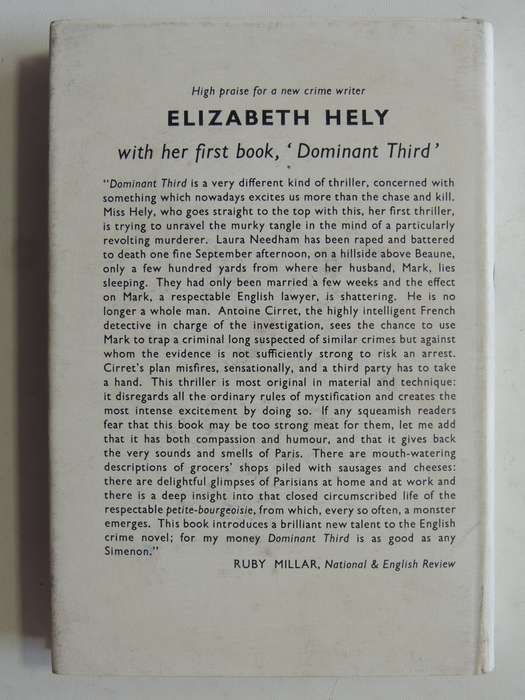 High praise for a new crime writer
ELIZABETH HELY
with her first book, ‘ Dominant Third ’
"Dominant Third is a very different kind of thriller, concerned with
something which nowadays excites us more than the chase and kill.
Miss Hely, who goes straight to the top with this, her first thriller,
is trying to unravel the murky tangle in the mind of a particularly
revolting murderer. Laura Needham has been raped and battered
to death one fine September afternoon, on a hillside above Beaune,
only a few hundred yards from where her husband, Mark, lies
sleeping. They had only been married a few weeks and the effect
on Mark, a respectable English lawyer, is shattering. He is no
longer a whole man. Antoine Cirret, the highly intelligent French
detective in charge of the investigation, sees the chance to use
Mark to trap a criminal long suspected of similar crimes but against
whom the evidence is not sufficiently strong to risk an arrest.
Cirret's plan misfires, sensationally, and a third party has to take
a hand. This thriller is most original in material and technique:
it disregards all the ordinary rules of mystification and creates the
most intense excitement by doing so. If any squeamish readers
fear that this book may be too strong meat for them, let me add
that it has both compassion and humour, and that it gives back
the very sounds and smells of Paris. There are mouth-watering
descriptions of grocers' shops piled with sausages and cheeses:
there are delightful glimpses of Parisians at home and at work and
there is a deep insight into that closed circumscribed life of the
respectable petite-bourgeoisie, from which, every so often, a monster
emerges. This book introduces a brilliant new talent to the English
crime novel; for my money Dominant Third is as good as any
Simenon."
RUBY MILLAR, National & English Review